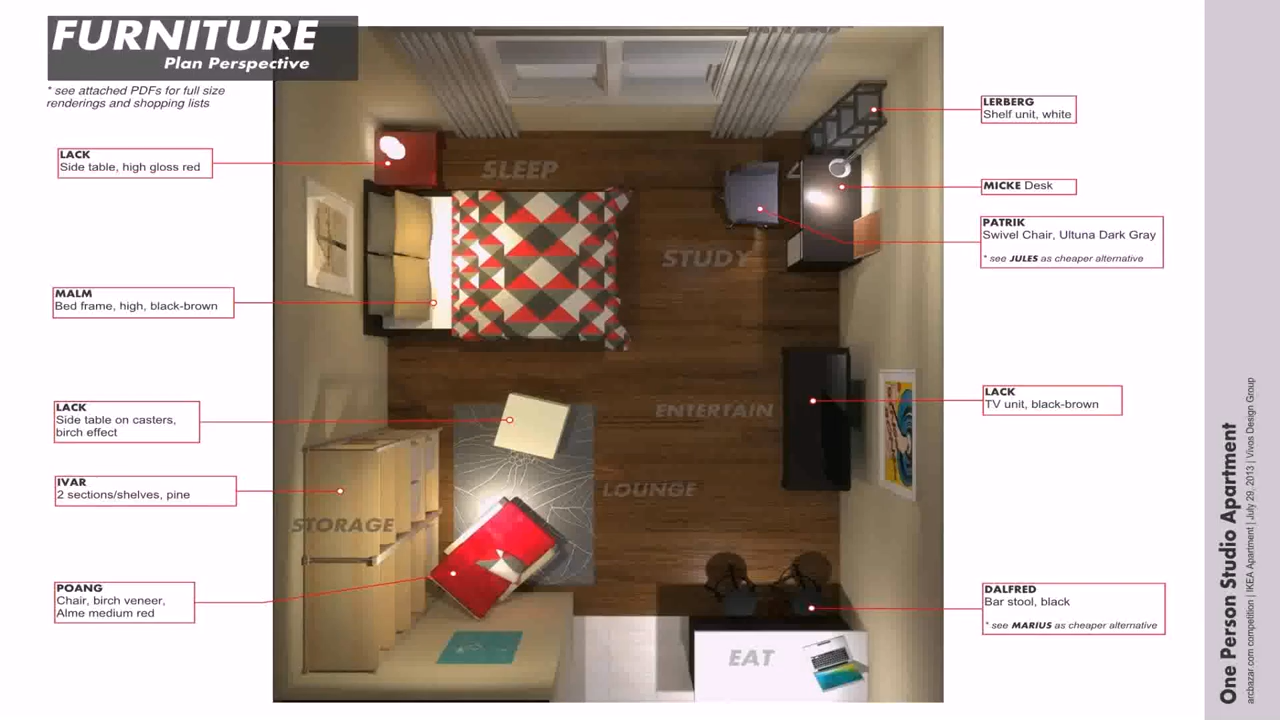 FURNITURE
Plan Perspective
* see attached PDFs for full size
renderings and shopping lists
LACK
Side table, high gloss red
MALM
Bed frame, high, black-brown
LACK
Side table on casters,
birch effect
IVAR
2 sections/shelves, pine
POANG
Chair, birch veneer,
Alme medium red
SLEEP
STUDY
ENTERTAIN
LOUNGE
STORAGE
EAT
LERBERG
Shelf unit, white
MICKE Desk
PATRIK
Swivel Chair, Ultuna Dark Gray
* see JULES as cheaper alternative
LACK
TV unit, black-brown
DALFRED
Bar stool, black
* see MARIUS as cheaper alternative
One Person Studio Apartment
arcbazar.com competition | IKEA Apartment | July 29, 2013 | Vivos Design Group